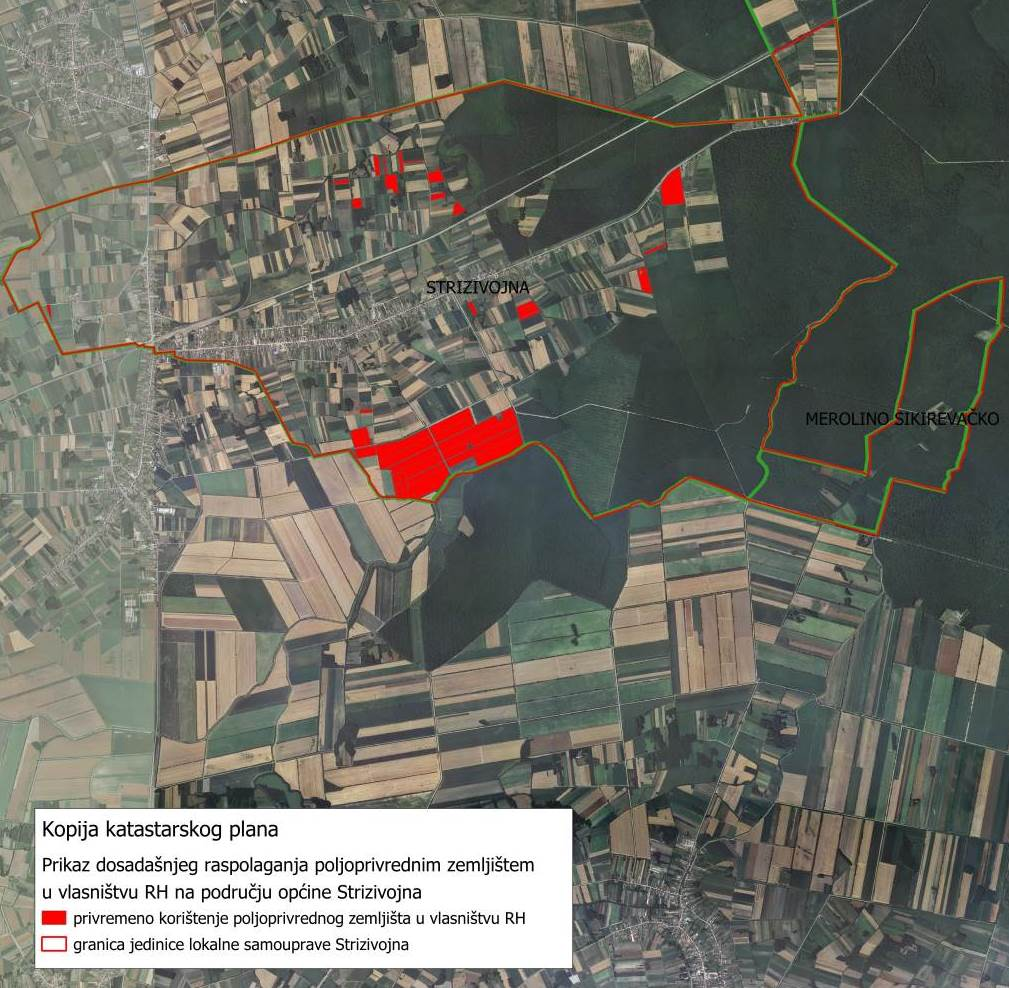 STRIZIVOJNA
MEROLINO SIKIREVAČKO
Kopija katastarskog plana
Prikaz dosadašnjeg raspolaganja poljoprivrednim zemljištem
u vlasništvu RH na području općine Strizivojna
privremeno korištenje poljoprivrednog zemljišta u vlasništvu RH
granica jedinice lokalne samouprave Strizivojna